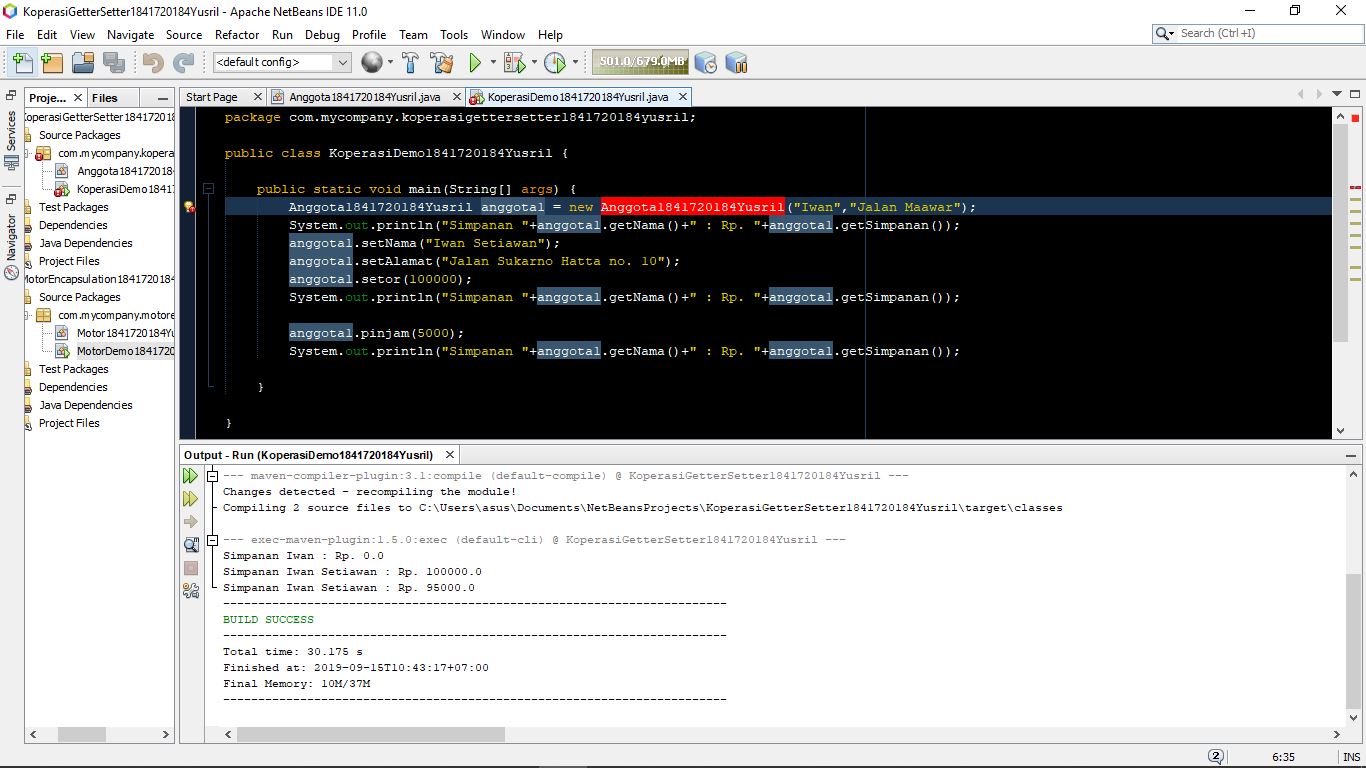 KoperasiGetterSetter1841720184Yusril - Apache NetBeans IDE 11.0
File Edit View Navigate Source Refactor Run Debug Profile Team Tools Window Help
Search (Ctrl+I)
<default config>
501.0/679.0MB
Proje... Files
Start Page Anggota1841720184Yusril.java KoperasiDemo1841720184Yusril.java
Services
Navigator
KoperasiGetterSetter184172018
Source Packages
com.mycompany.kopera
Anggota184172018
KoperasiDemo1841
Test Packages
Dependencies
Java Dependencies
Project Files
MotorEncapsulation184172018
Source Packages
com.mycompany.motore
Motor1841720184Yu
MotorDemo1841720
Test Packages
Dependencies
Java Dependencies
Project Files
package com.mycompany.koperasigettersetter1841720184yusril;
public class KoperasiDemo1841720184Yusril {
public static void main(String[] args) {
Anggota1841720184Yusril anggota1 = new Anggota1841720184Yusril("Iwan","Jalan Maawar");
System.out.println("Simpanan "+anggota1.getNama()+" : Rp. "+anggota1.getSimpanan());
anggota1.setNama("Iwan Setiawan");
anggota1.setAlamat("Jalan Sukarno Hatta no. 10");
anggota1.setor(100000);
System.out.println("Simpanan "+anggota1.getNama()+" : Rp. "+anggota1.getSimpanan());
anggota1.pinjam(5000);
System.out.println("Simpanan "+anggota1.getNama()+" : Rp. "+anggota1.getSimpanan());
}
}
Output - Run (KoperasiDemo1841720184Yusril)
--- maven-compiler-plugin:3.1:compile (default-compile) @ KoperasiGetterSetter1841720184Yusril ---
Changes detected - recompiling the module!
Compiling 2 source files to C:\Users\asus\Documents\NetBeansProjects\KoperasiGetterSetter1841720184Yusril\target\classes
--- exec-maven-plugin:1.5.0:exec (default-cli) @ KoperasiGetterSetter1841720184Yusril ---
Simpanan Iwan : Rp. 0.0
Simpanan Iwan Setiawan : Rp. 100000.0
Simpanan Iwan Setiawan : Rp. 95000.0
------------------------------------------------------------------------
BUILD SUCCESS
------------------------------------------------------------------------
Total time: 30.175 s
Finished at: 2019-09-15T10:43:17+07:00
Final Memory: 10M/37M
------------------------------------------------------------------------
2 6:35 INS